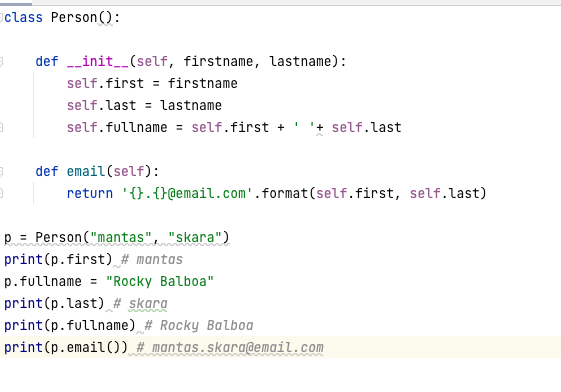 class Person():
def __init__(self, firstname, lastname):
self.first = firstname
self.last = lastname
self.fullname = self.first + ' '+ self.last
def email(self):
return '{}.{}@email.com'.format(self.first, self.last)
p = Person("mantas", "skara")
print(p.first) # mantas
p.fullname = "Rocky Balboa"
print(p.last) # skara
print(p.fullname) # Rocky Balboa
print(p.email()) # mantas.skara@email.com